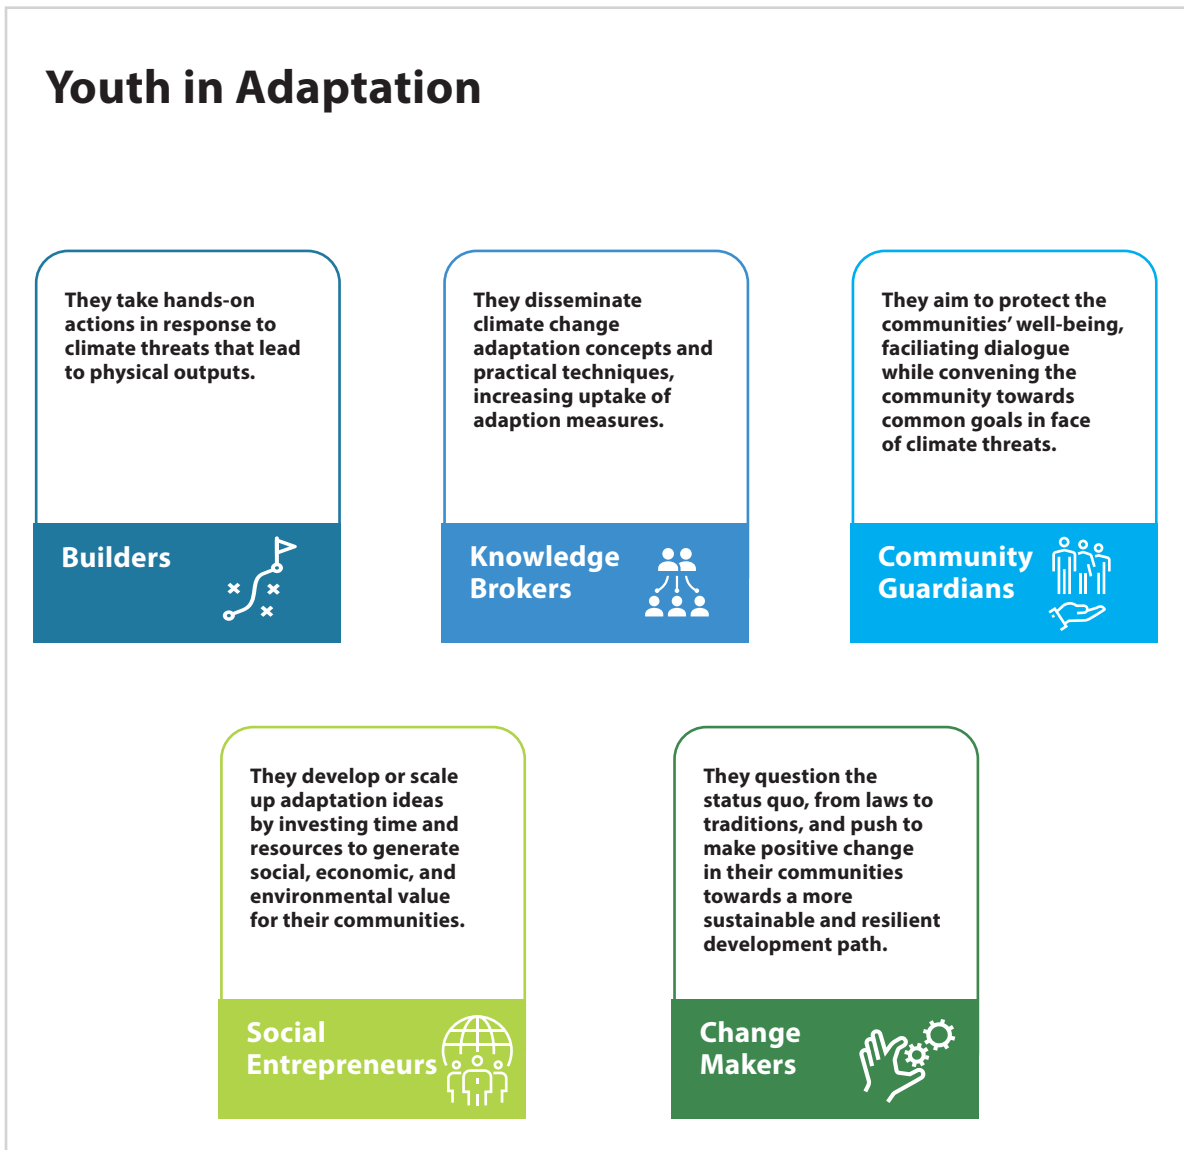 Youth in Adaptation
They take hands-on
actions in response to
climate threats that lead
to physical outputs.
Builders
They disseminate
climate change
adaptation concepts and
practical techniques,
increasing uptake of
adaption measures.
Knowledge
Brokers
They aim to protect the
communities’ well-being,
faciliating dialogue
while convening the
community towards
common goals in face
of climate threats.
Community
Guardians
They develop or scale
up adaptation ideas
by investing time and
resources to generate
social, economic, and
environmental value
for their communities.
Social
Entrepreneurs
They question the
status quo, from laws to
traditions, and push to
make positive change
in their communities
towards a more
sustainable and resilient
development path.
Change
Makers